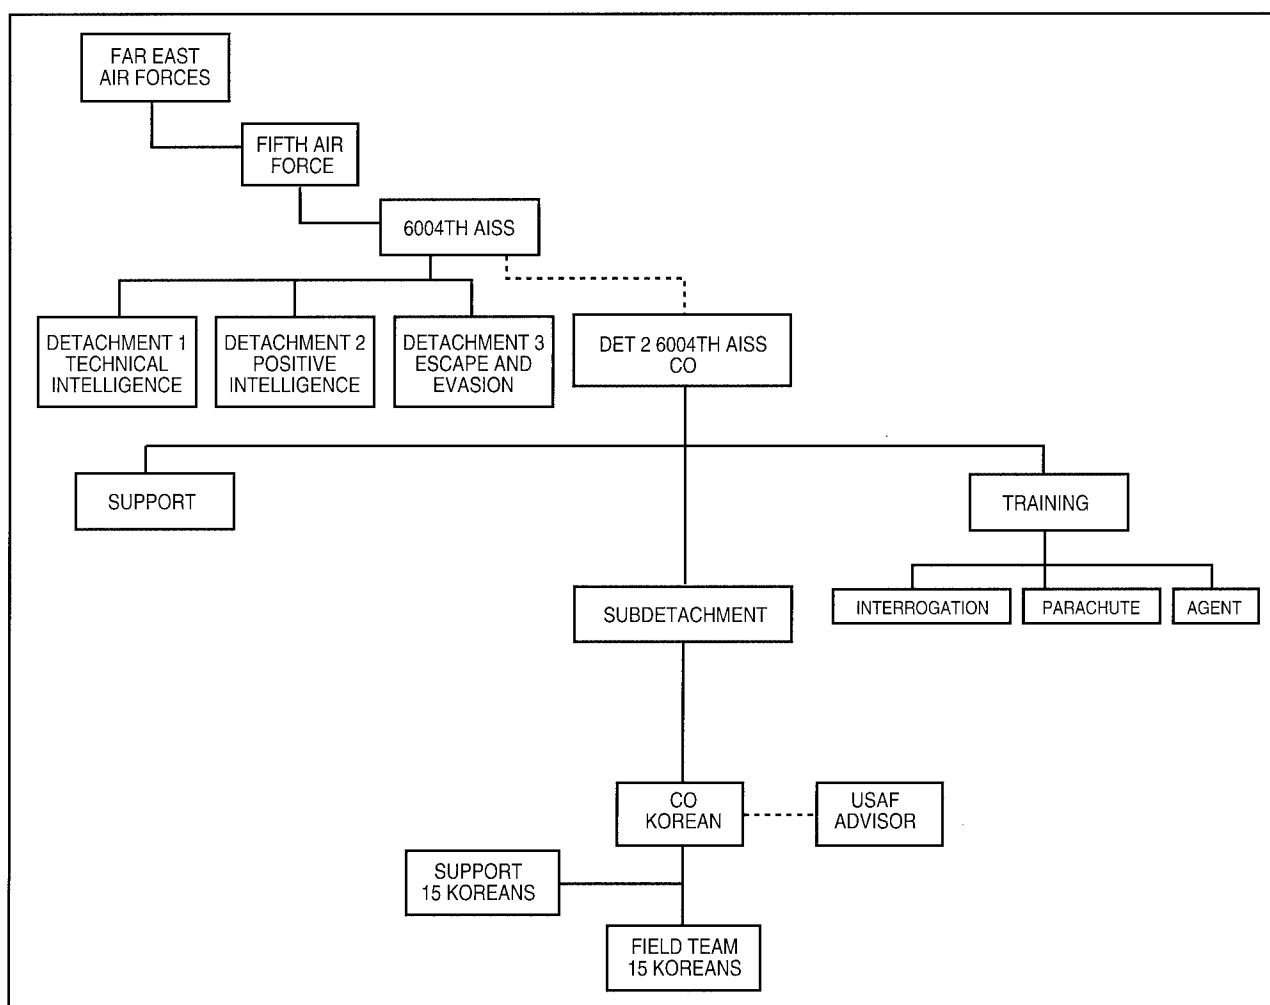 FAR EAST
AIR FORCES
FIFTH AIR
FORCE
6004TH AISS
DETACHMENT 1
TECHNICAL
INTELLIGENCE
DETACHMENT 2
POSITIVE
INTELLIGENCE
DETACHMENT 3
ESCAPE AND
EVASION
DET 2 6004TH AISS
CO
SUPPORT
TRAINING
INTERROGATION
PARACHUTE
AGENT
SUBDETACHMENT
CO
KOREAN
USAF
ADVISOR
SUPPORT
15 KOREANS
FIELD TEAM
15 KOREANS